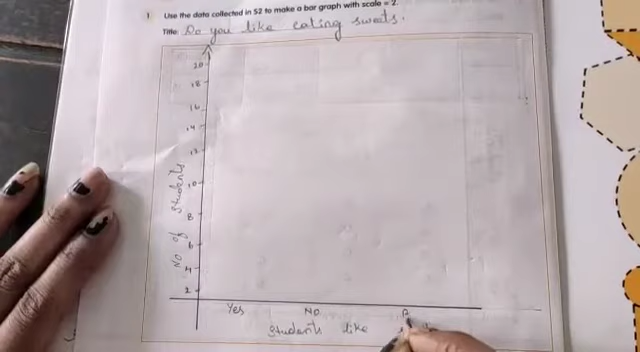 1 Use the data collected in S2 to make a bar graph with scale = 2.
Title: Do you like eating sweets.
20
18
16
14
12
10
8
6
4
2
No of students
Yes No
students like